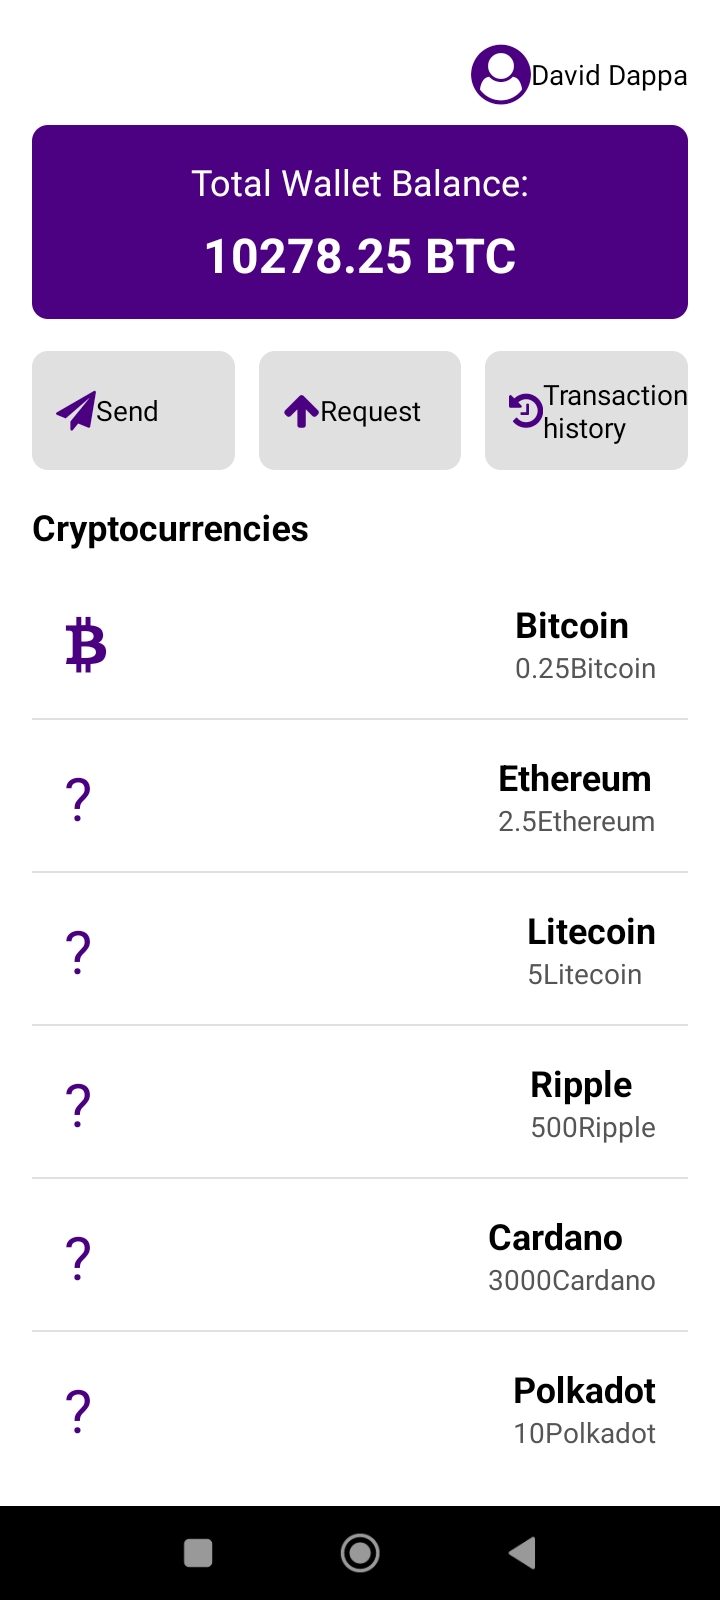 David Dappa
Total Wallet Balance:
10278.25 BTC
Send
Request
Transaction
history
Cryptocurrencies
Bitcoin
0.25Bitcoin
?
Ethereum
2.5Ethereum
?
Litecoin
5Litecoin
?
Ripple
500Ripple
?
Cardano
3000Cardano
?
Polkadot
10Polkadot